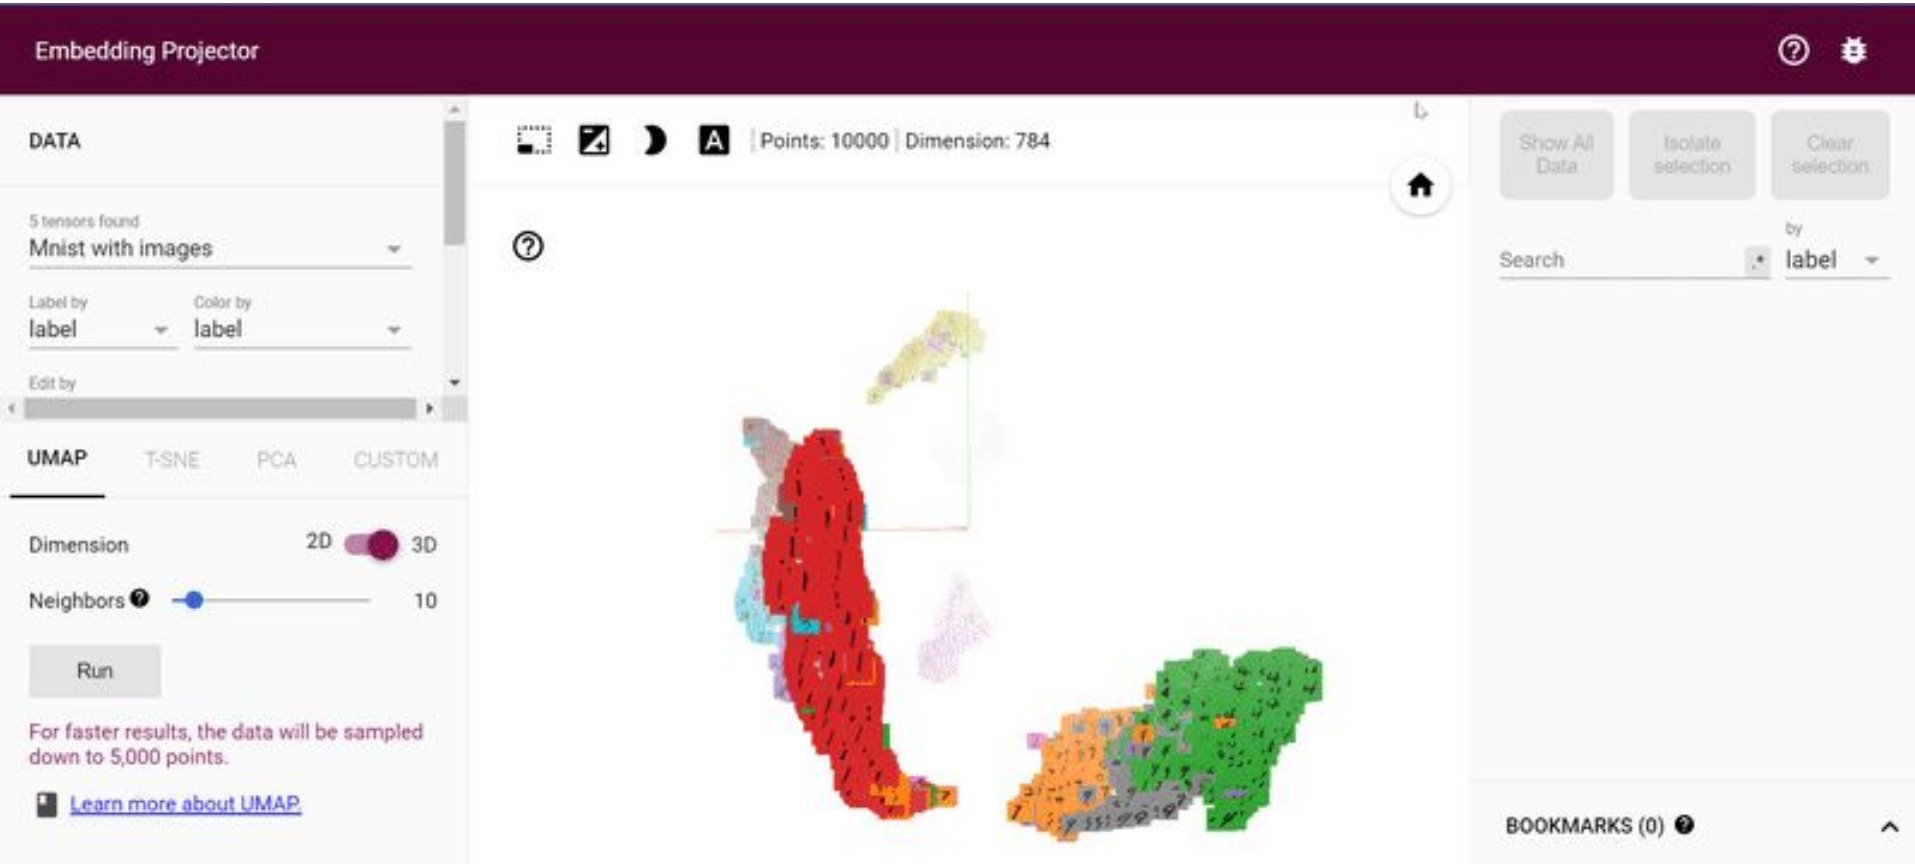 Embedding Projector
DATA
5 tensors found
Mnist with images
Label by
label
Color by
label
Edit by
UMAP T-SNE PCA CUSTOM
Dimension 2D 3D
Neighbors 10
Run
For faster results, the data will be sampled
down to 5,000 points.
Learn more about UMAP.
A Points: 10000 Dimension: 784
Show All
Data
Isolate
selection
Clear
selection
Search .*
by
label
BOOKMARKS (0)